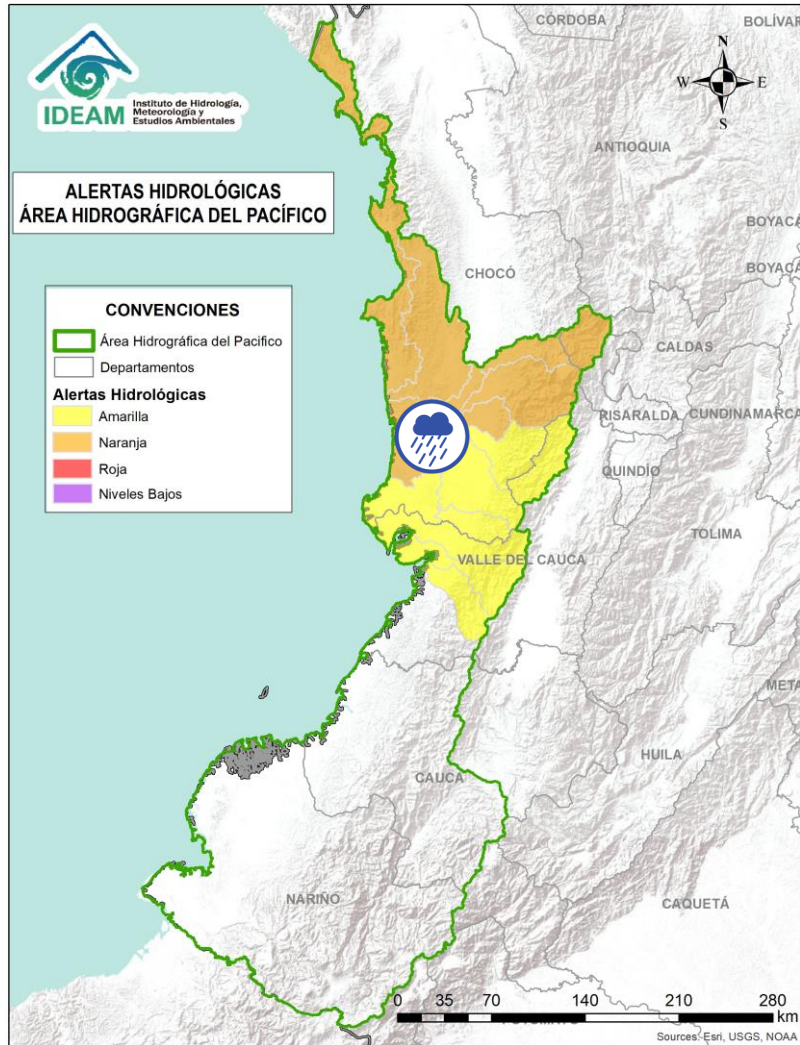 CÓRDOBA
BOLÍVAR
IDEAM
Instituto de Hidrología,
Meteorología y
Estudios Ambientales
N
W
E
S
ANTIOQUIA
ALERTAS HIDROLÓGICAS
ÁREA HIDROGRÁFICA DEL PACÍFICO
BOYACÁ
BOYACÁ
CHOCÓ
CONVENCIONES
Área Hidrográfica del Pacifico
Departamentos
Alertas Hidrológicas
Amarilla
Naranja
Roja
Niveles Bajos
CALDAS
RISARALDA
CUNDINAMARCA
QUINDÍO
TOLIMA
VALLE DEL CAUCA
META
HUILA
CAUCA
NARIÑO
CAQUETÁ
0 35 70 140 210 280
km
Sources: Esri, USGS, NOAA